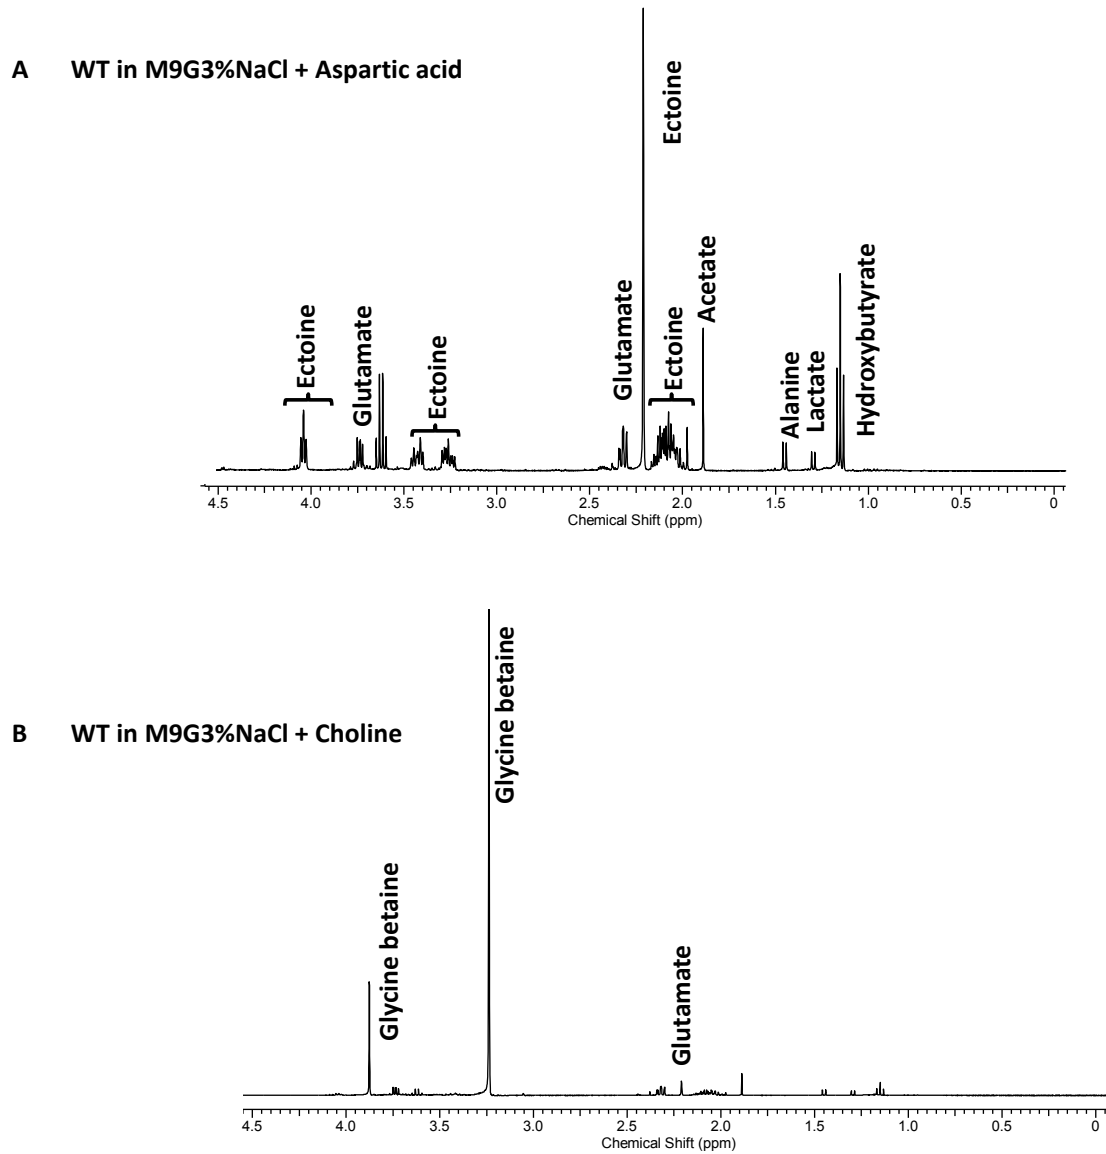 A WT in M9G3%NaCl + Aspartic acid
Ectoine
Glutamate
Ectoine
Glutamate
Ectoine
Ectoine
Acetate
Alanine
Lactate
Hydroxybutyrate
4.5 4.0 3.5 3.0 2.5 2.0 1.5 1.0 0.5 0
Chemical Shift (ppm)
B WT in M9G3%NaCl + Choline
Glycine betaine
Glycine betaine
Glutamate
4.5 4.0 3.5 3.0 2.5 2.0 1.5 1.0 0.5 0
Chemical Shift (ppm)